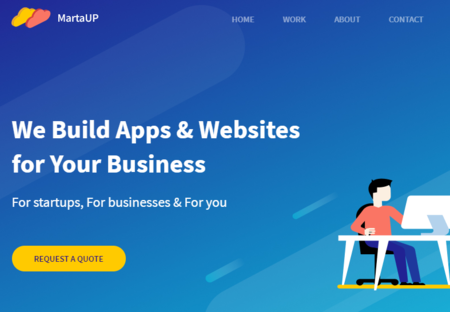 MartaUP
HOME WORK ABOUT CONTACT
We Build Apps & Websites
for Your Business
For startups, For businesses & For you
REQUEST A QUOTE